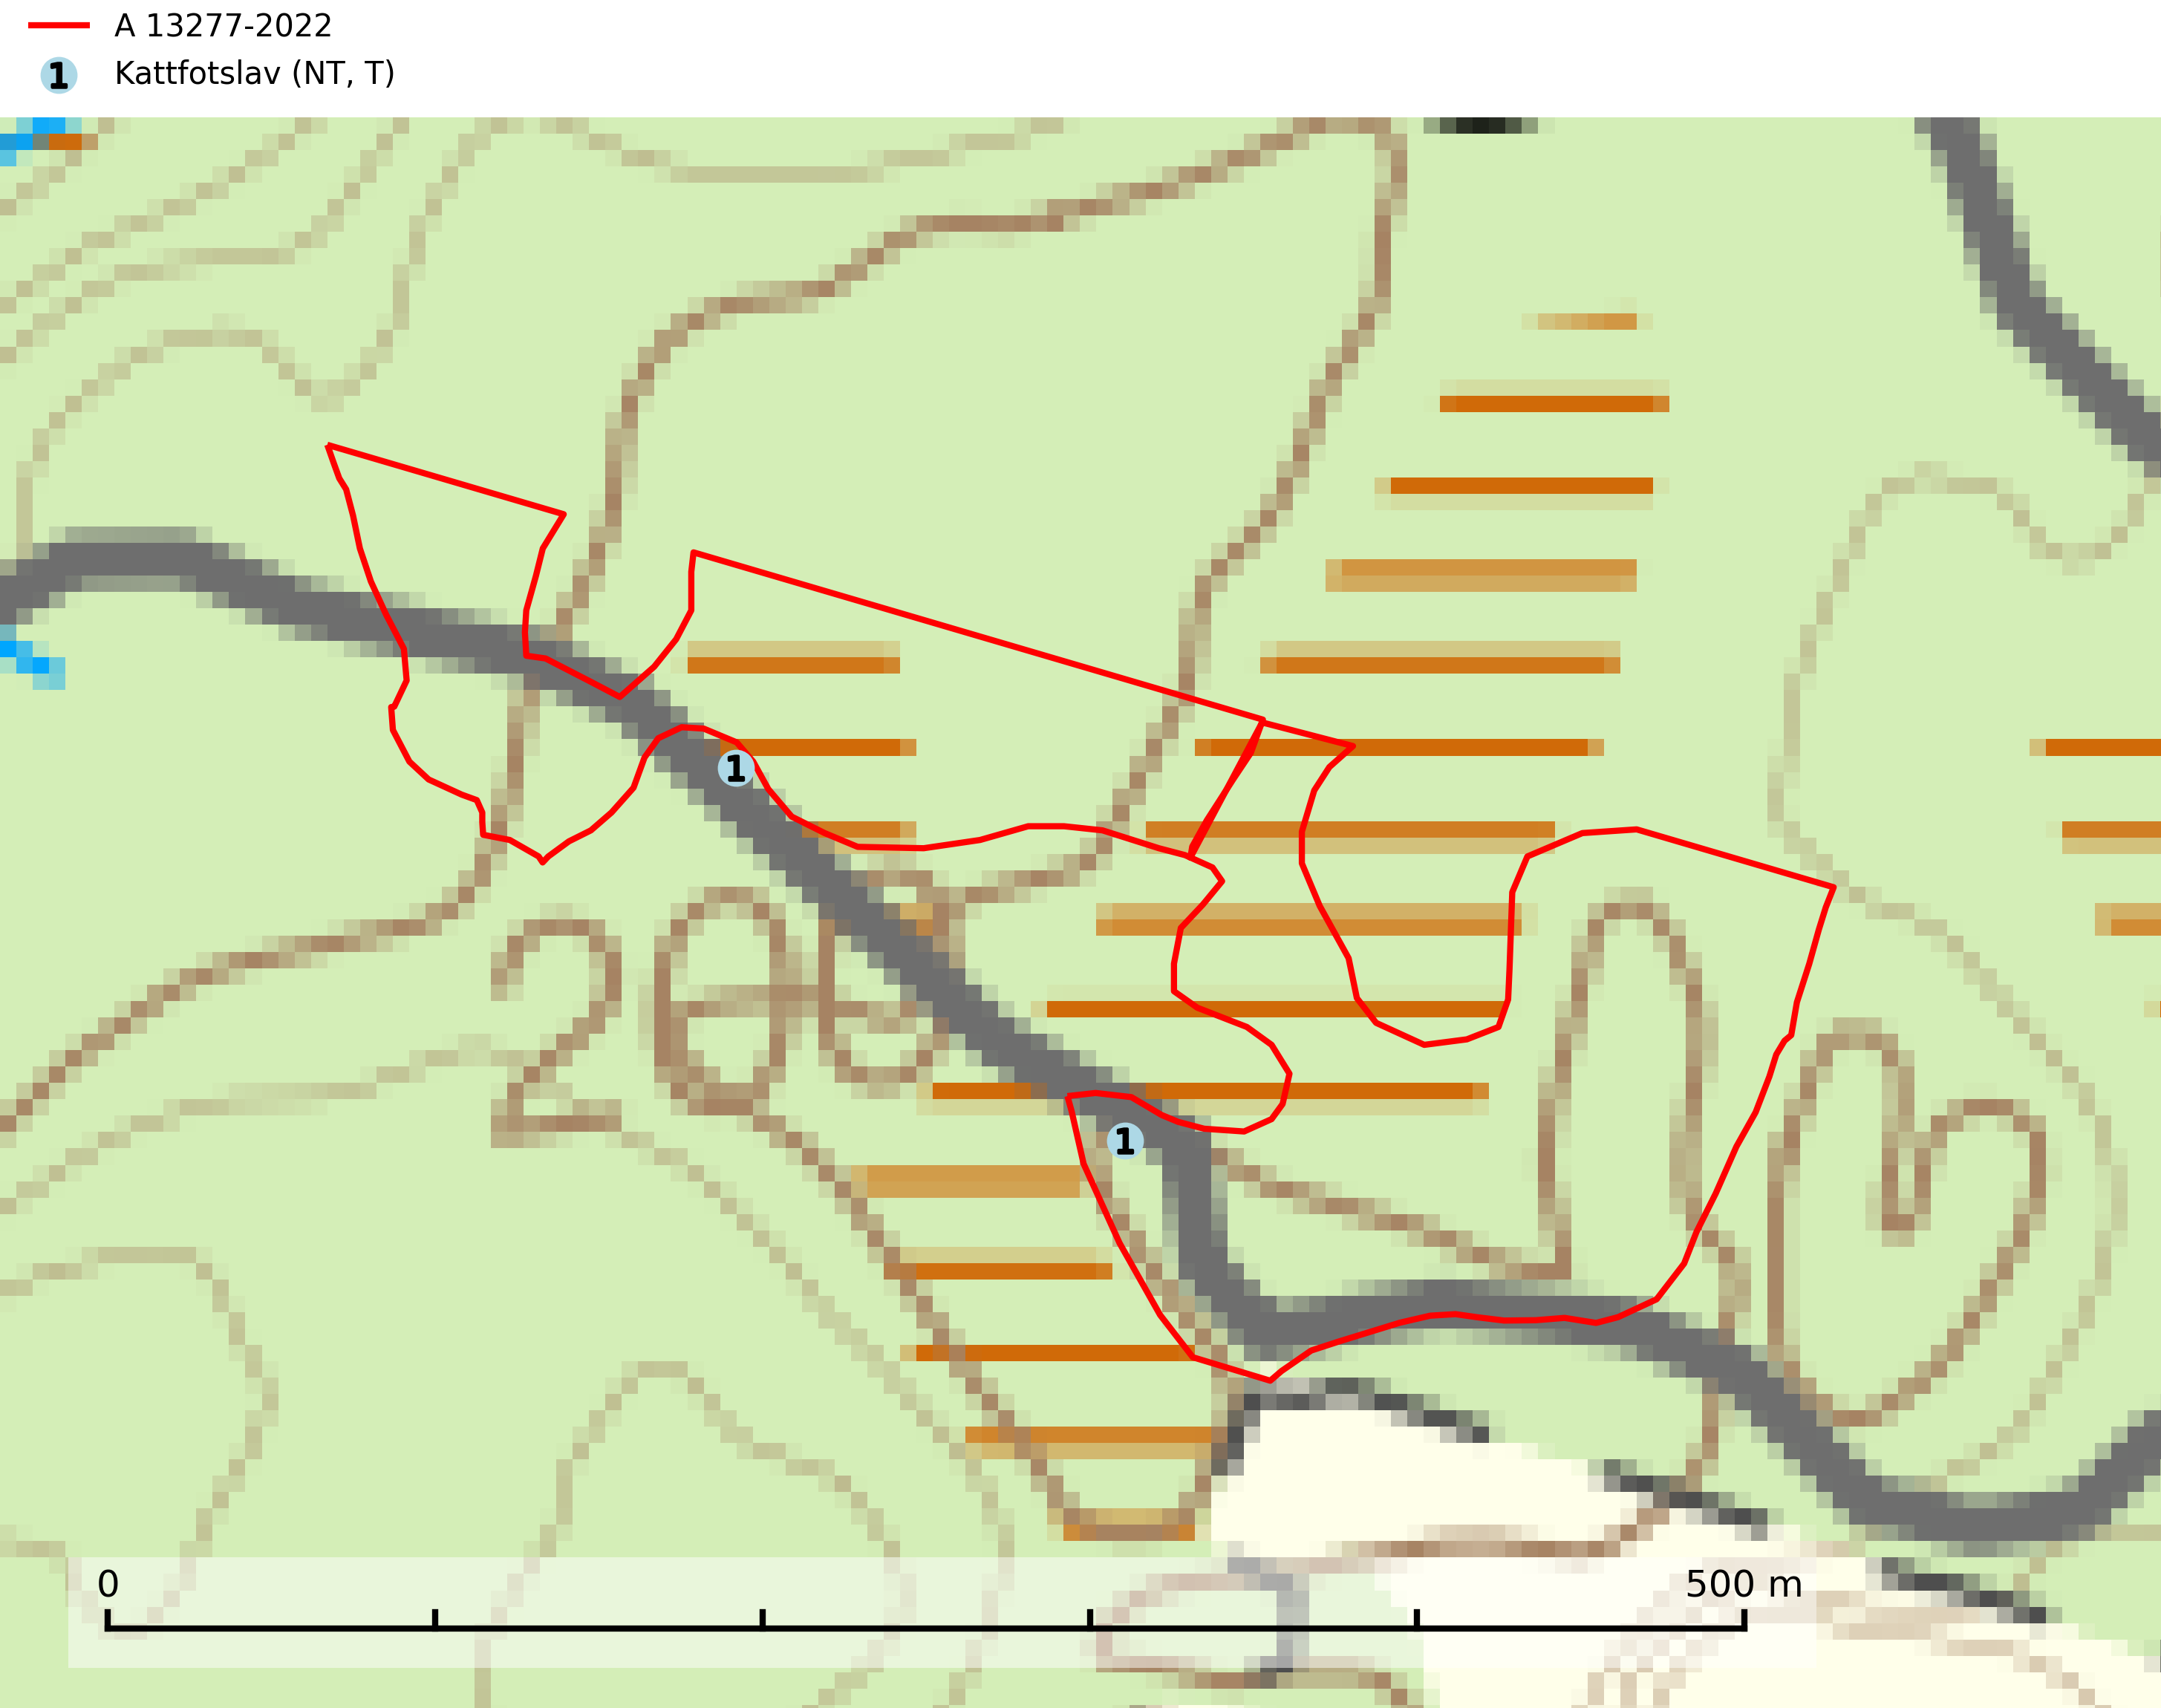 A 13277-2022
1 Kattfotslav (NT, T)
1
1
0 500 m